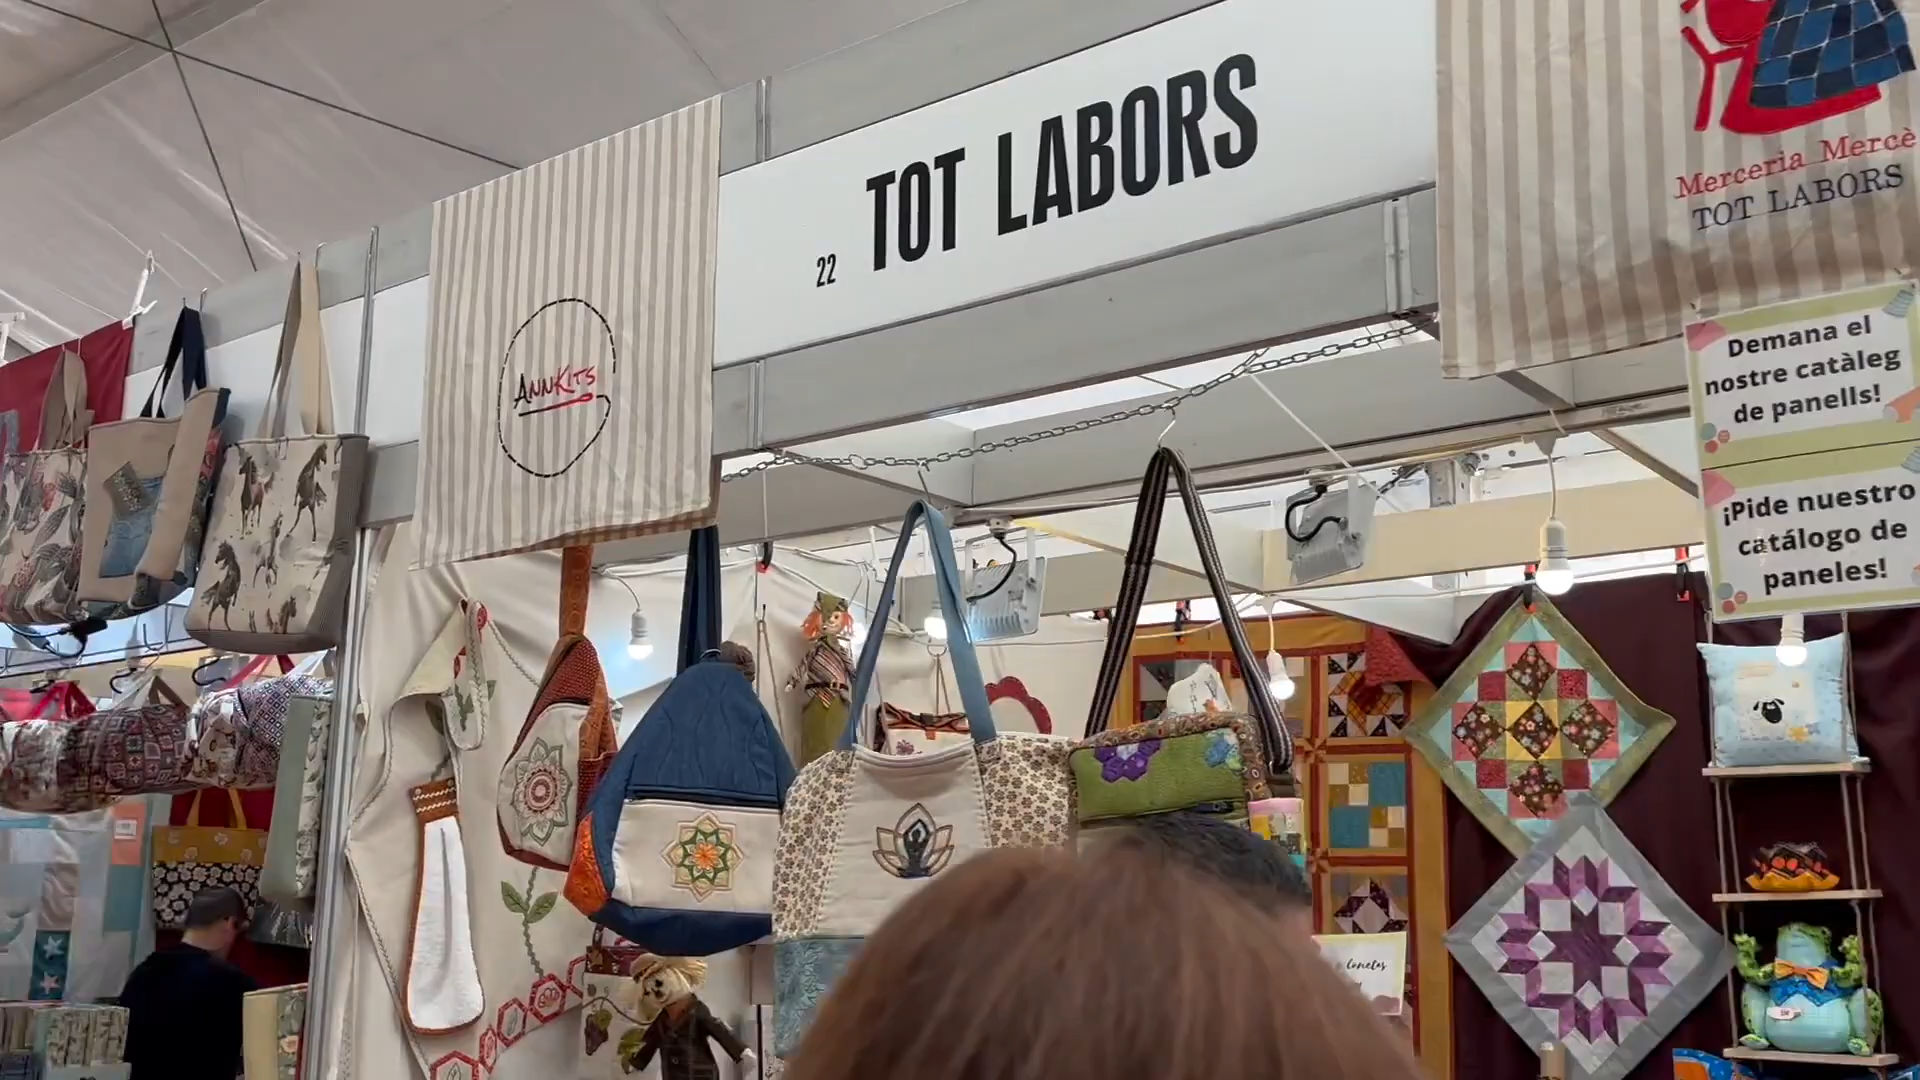 22 TOT LABORS
ANNKITS
Merceria Mercè
TOT LABORS
Demana el
nostre catàleg
de panells!
¡Pide nuestro
catálogo de
paneles!